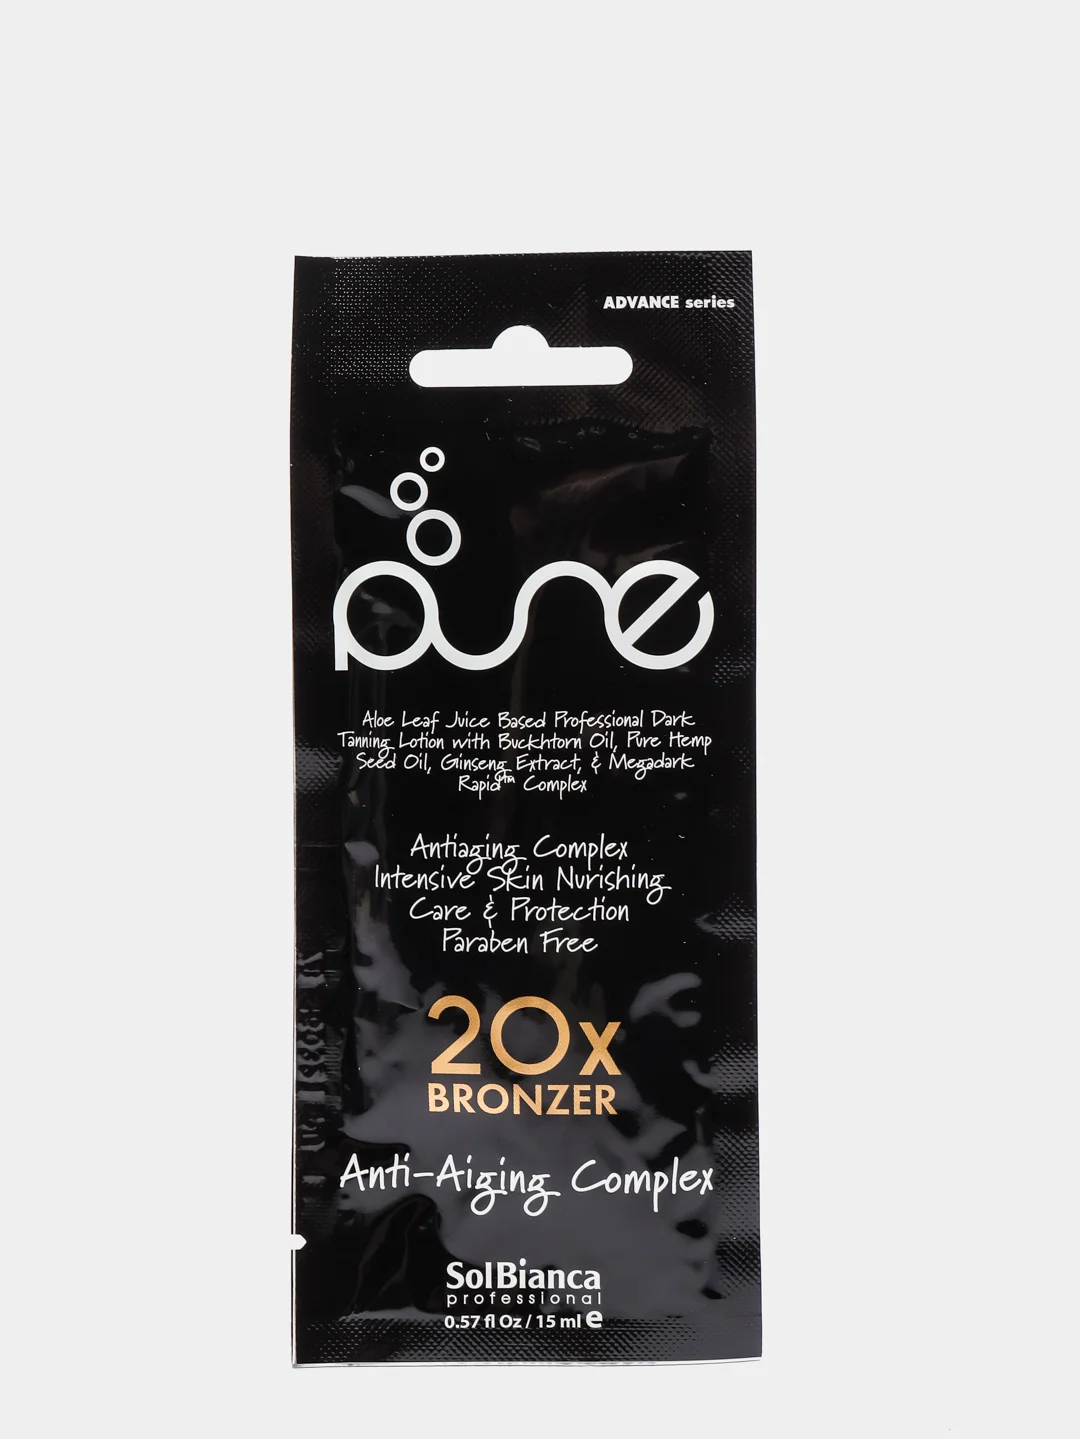 ADVANCE series
pure
Aloe Leaf Juice Based Professional Dark
Tanning Lotion with Buckhtorn Oil, Pure Hemp
Seed Oil, Ginseng Extract, & Megadark
Rapid™ Complex
Antiaging Complex
Intensive Skin Nurishing
Care & Protection
Paraben Free
20x
BRONZER
Anti-Aiging Complex
SolBianca
professional
0.57 fl Oz / 15 ml e